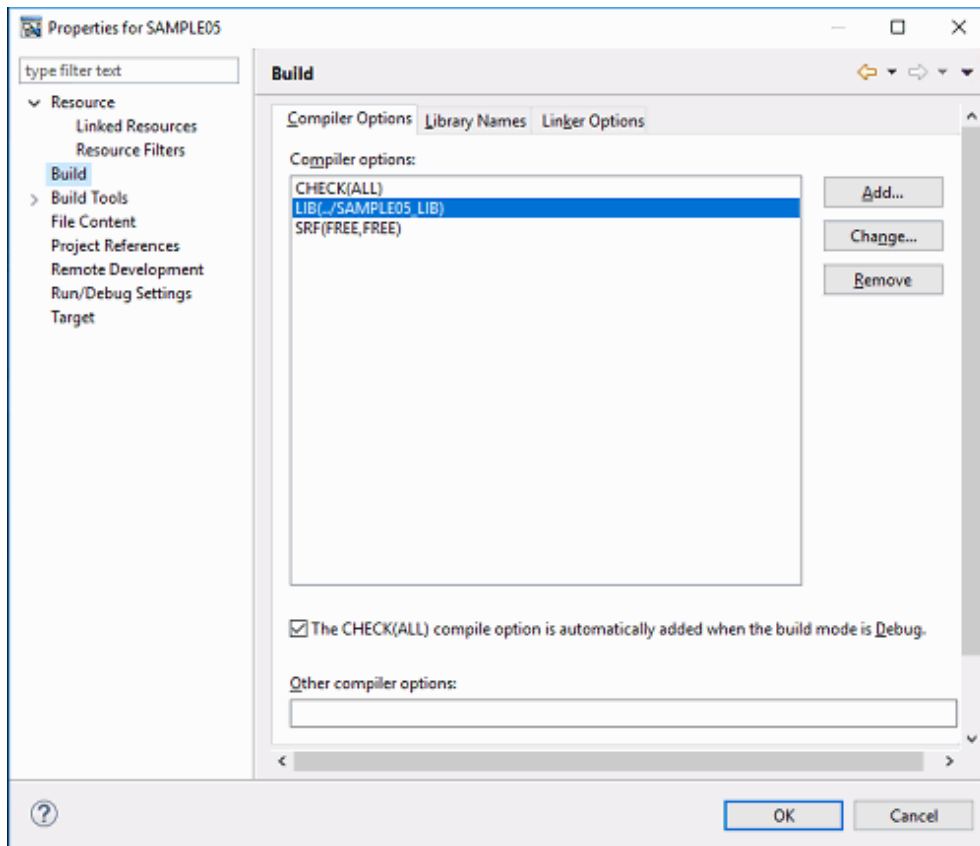 Properties for SAMPLE05
type filter text
Resource
Linked Resources
Resource Filters
Build
Build Tools
File Content
Project References
Remote Development
Run/Debug Settings
Target
Build
Compiler Options
Library Names
Linker Options
Compiler options:
CHECK(ALL)
LIB(../SAMPLE05_LIB)
SRF(FREE,FREE)
Add...
Change...
Remove
The CHECK(ALL) compile option is automatically added when the build mode is Debug.
Other compiler options:
OK
Cancel